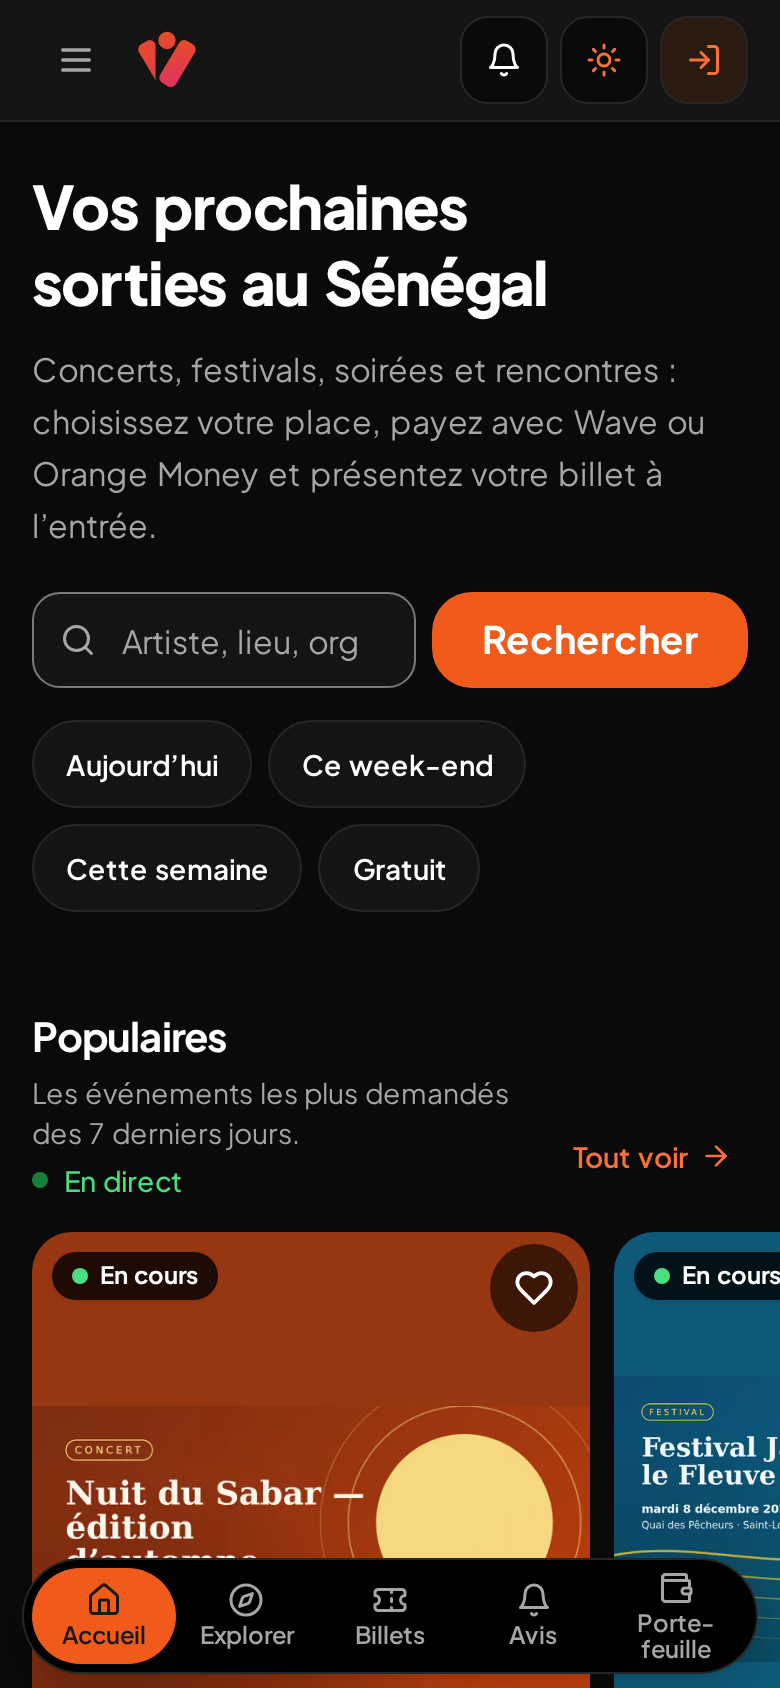 Vos prochaines
sorties au Sénégal
Concerts, festivals, soirées et rencontres :
choisissez votre place, payez avec Wave ou
Orange Money et présentez votre billet à
l’entrée.
Artiste, lieu, org
Rechercher
Aujourd’hui
Ce week-end
Cette semaine
Gratuit
Populaires
Les événements les plus demandés
des 7 derniers jours.
En direct
Tout voir
En cours
CONCERT
Nuit du Sabar —
édition
d’automne
En cours
FESTIVAL
Festival J
le Fleuve
mardi 8 décembre 20
Quai des Pêcheurs · Saint-Lo
Accueil
Explorer
Billets
Avis
Porte-
feuille